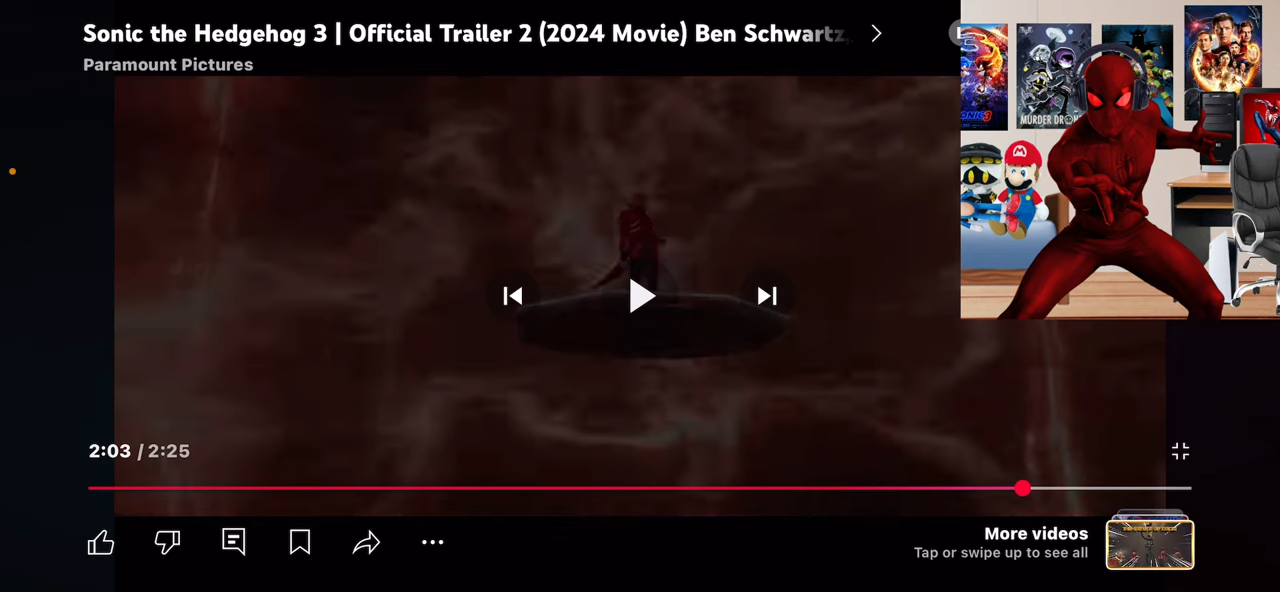 Sonic the Hedgehog 3 | Official Trailer 2 (2024 Movie) Ben Schwartz,
Paramount Pictures
MURDER DRONES
2:03 / 2:25
More videos
Tap or swipe up to see all